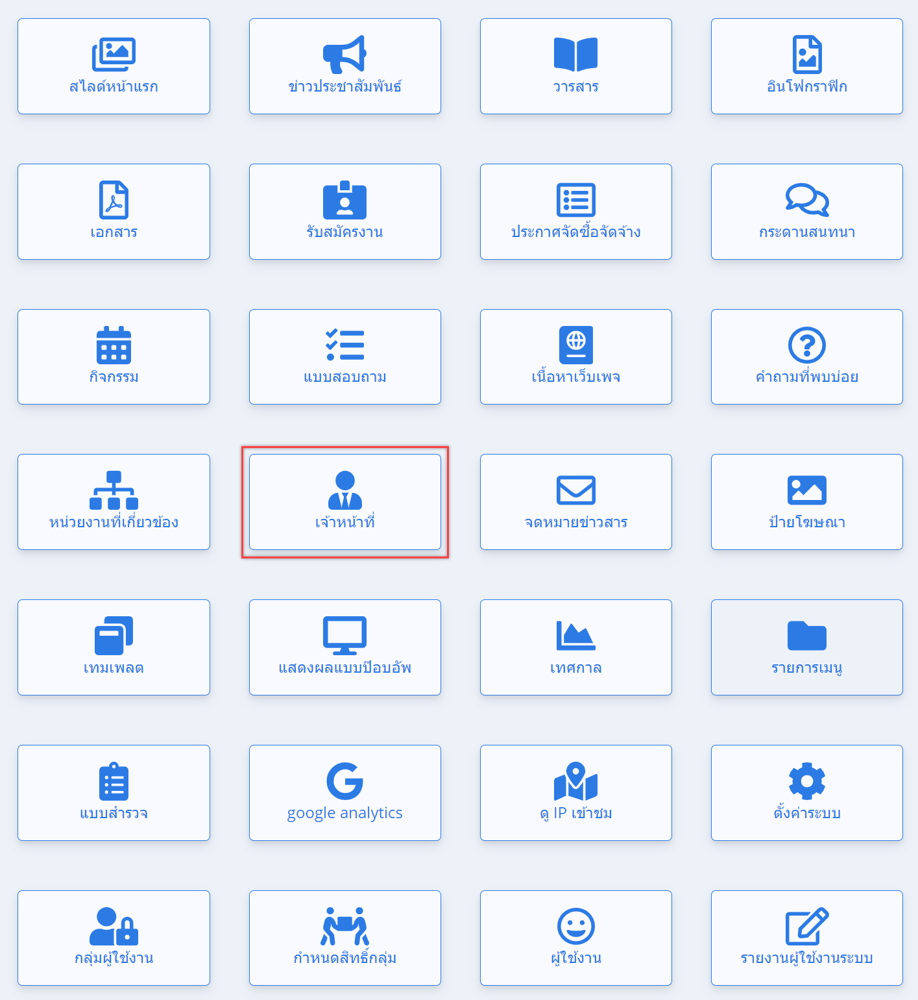 สไลด์หน้าแรก
ข่าวประชาสัมพันธ์
วารสาร
อินโฟกราฟิก
เอกสาร
รับสมัครงาน
ประกาศจัดซื้อจัดจ้าง
กระดานสนทนา
กิจกรรม
แบบสอบถาม
เนื้อหาเว็บเพจ
คำถามที่พบบ่อย
หน่วยงานที่เกี่ยวข้อง
เจ้าหน้าที่
จดหมายข่าวสาร
ป้ายโฆษณา
เทมเพลต
แสดงผลแบบป๊อบอัพ
เทศกาล
รายการเมนู
แบบสำรวจ
google analytics
ดู IP เข้าชม
ตั้งค่าระบบ
กลุ่มผู้ใช้งาน
กำหนดสิทธิ์กลุ่ม
ผู้ใช้งาน
รายงานผู้ใช้งานระบบ